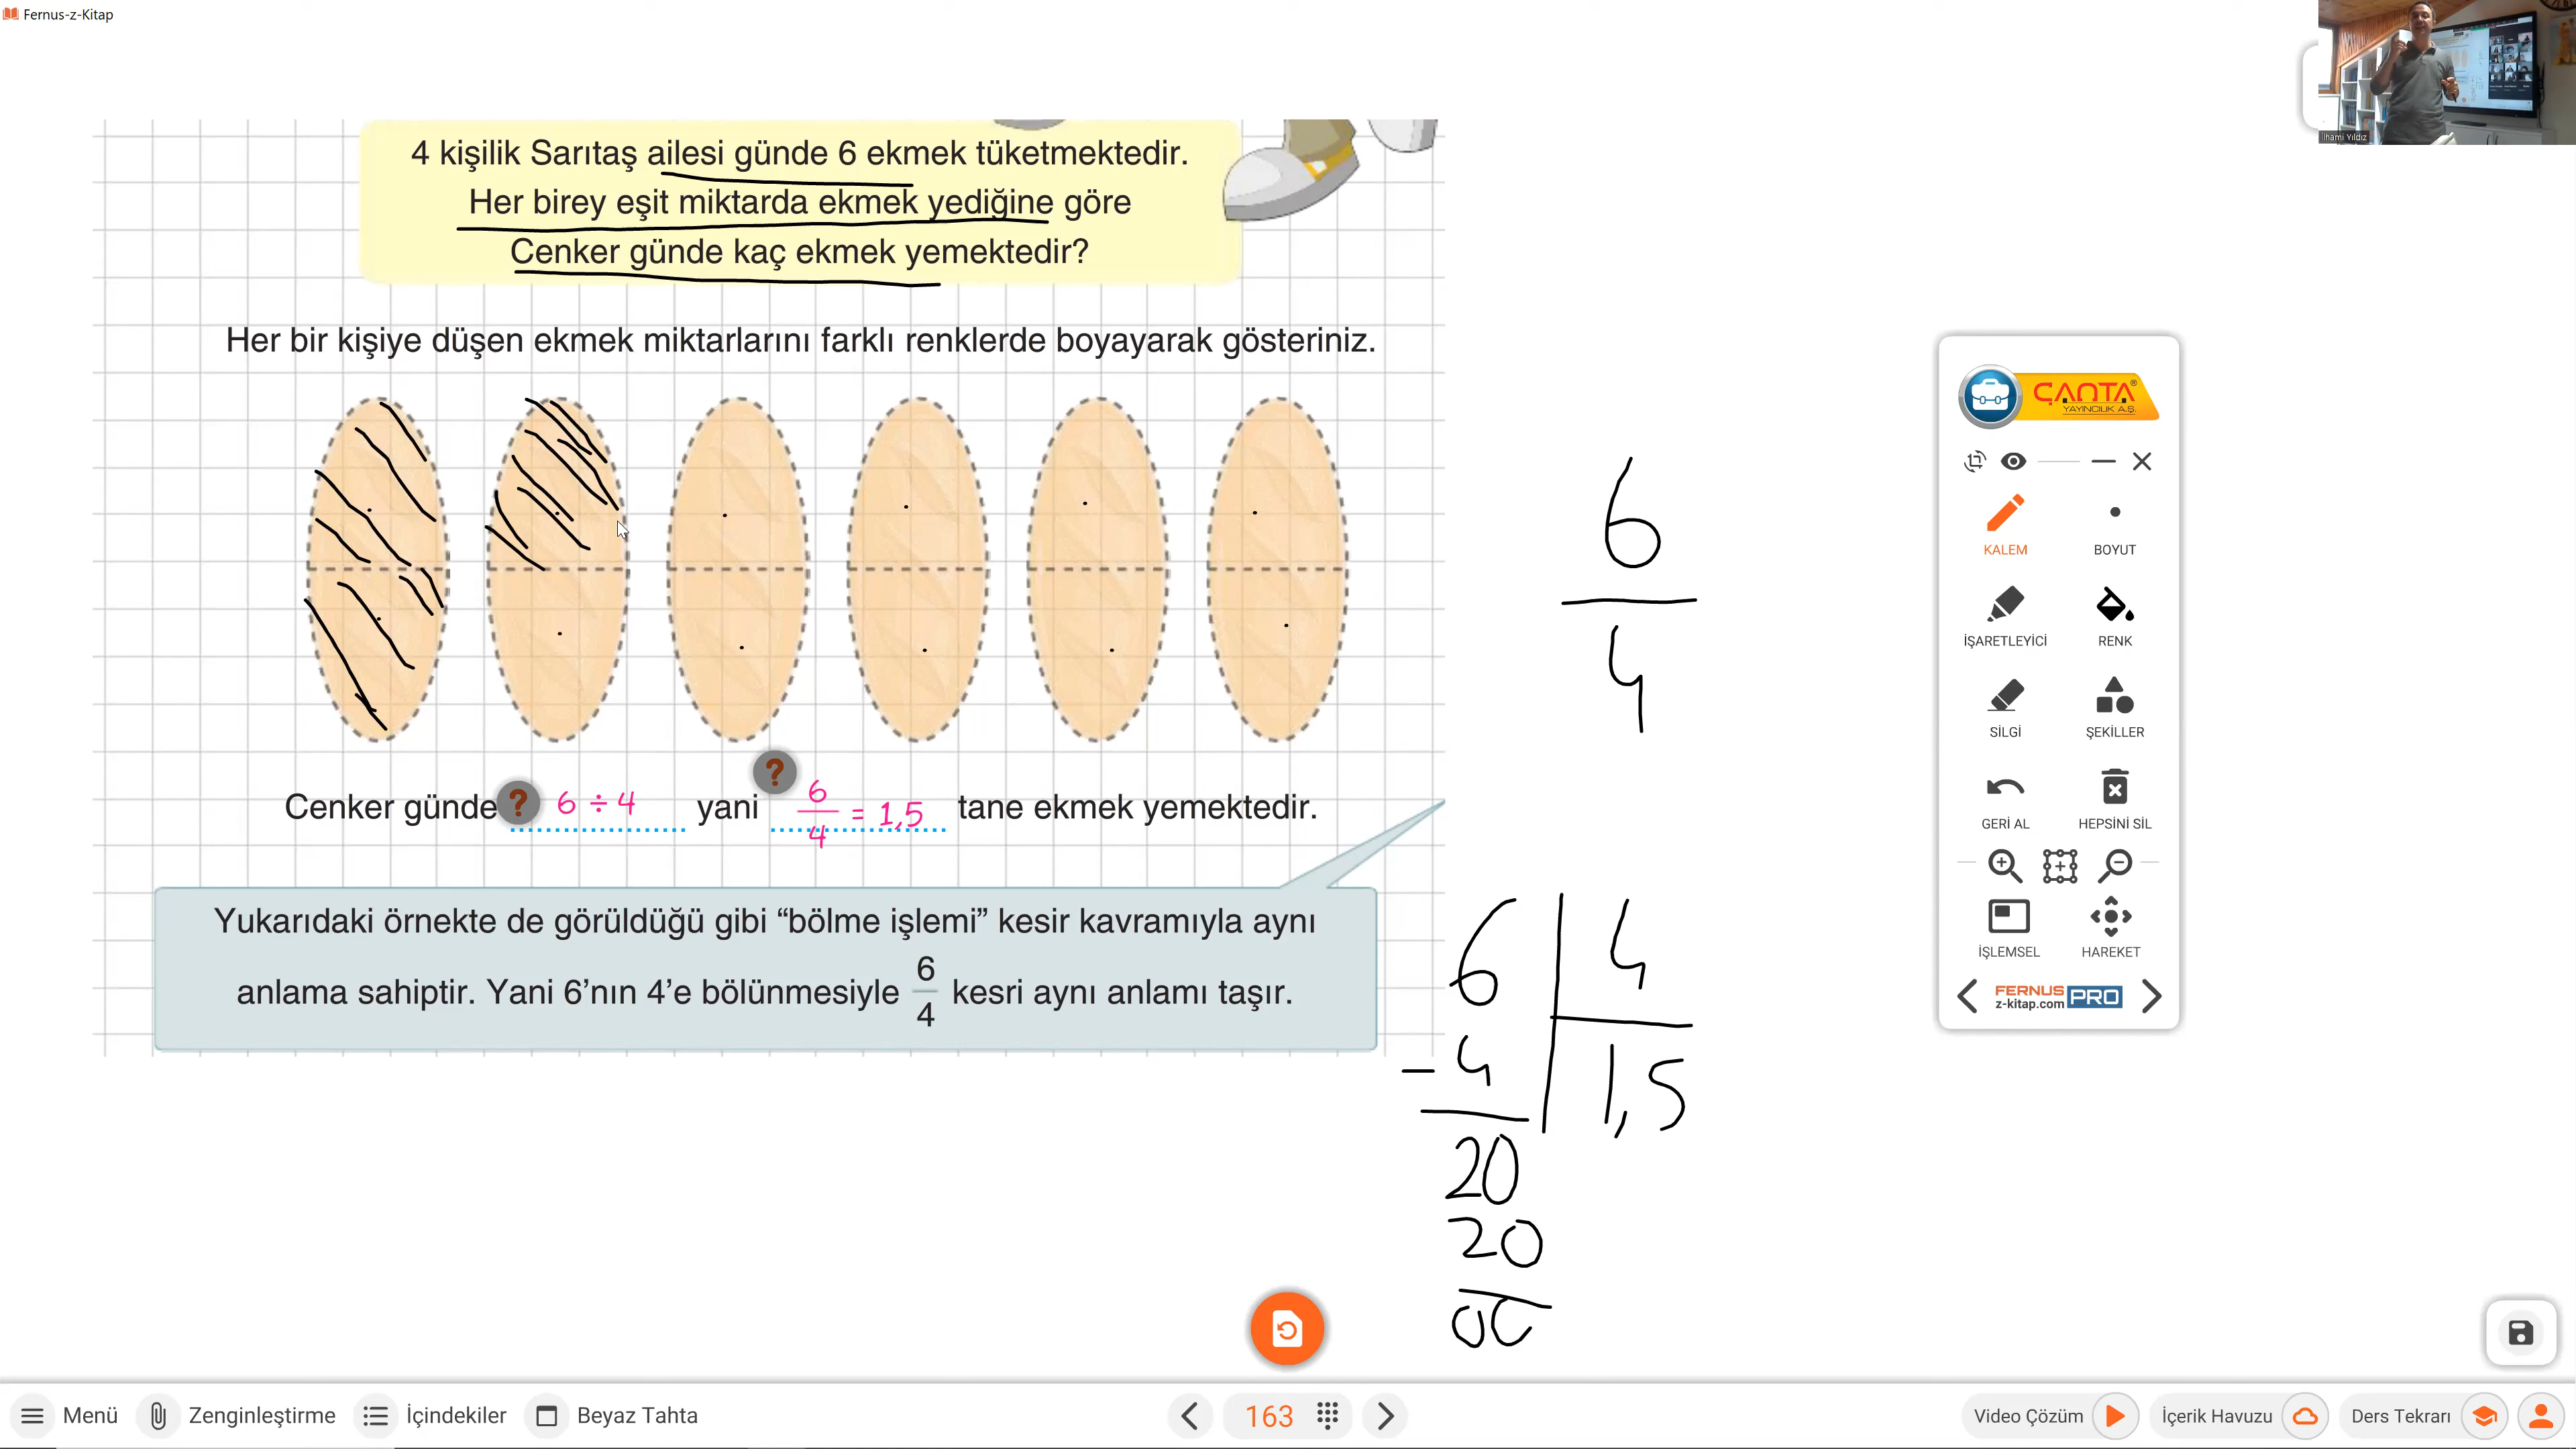 Fernus-z-Kitap
İlhami Yıldız
4 kişilik Sarıtaş ailesi günde 6 ekmek tüketmektedir.
Her birey eşit miktarda ekmek yediğine göre
Cenker günde kaç ekmek yemektedir?
Her bir kişiye düşen ekmek miktarlarını farklı renklerde boyayarak gösteriniz.
6
4
Cenker günde ? 6 ÷ 4 yani ? 6/4 = 1,5 tane ekmek yemektedir.
Yukarıdaki örnekte de görüldüğü gibi “bölme işlemi” kesir kavramıyla aynı
anlama sahiptir. Yani 6’nın 4’e bölünmesiyle 6/4 kesri aynı anlamı taşır.
6 4
- 4 1,5
20
20
00
ÇANTA®
YAYINCILIK A.Ş.
KALEM BOYUT
İŞARETLEYİCİ RENK
SİLGİ ŞEKİLLER
GERİ AL HEPSİNİ SİL
İŞLEMSEL HAREKET
FERNUS
z-kitap.com PRO
Menü Zenginleştirme İçindekiler Beyaz Tahta 163 Video Çözüm İçerik Havuzu Ders Tekrarı